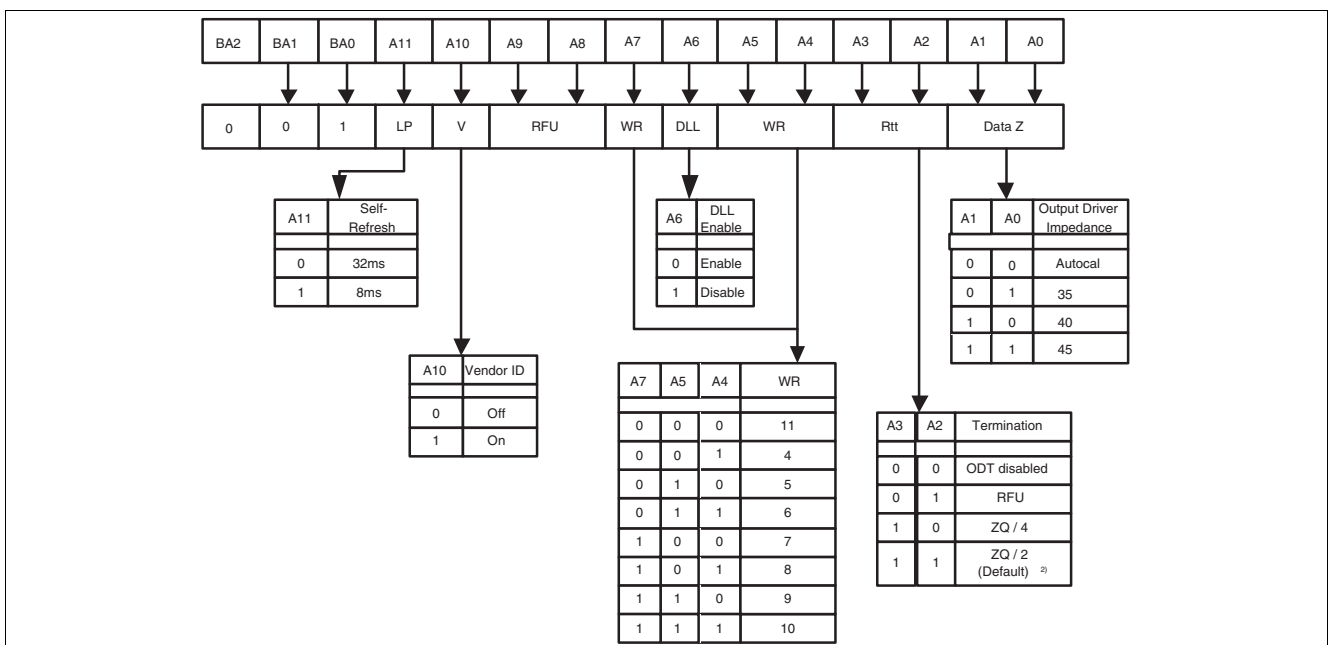 BA2 BA1 BA0 A11 A10 A9 A8 A7 A6 A5 A4 A3 A2 A1 A0
0 0 1 LP V RFU WR DLL WR Rtt Data Z
A11 Self-Refresh
0 32ms
1 8ms
A10 Vendor ID
0 Off
1 On
A6 DLL Enable
0 Enable
1 Disable
A7 A5 A4 WR
0 0 0 11
0 0 1 4
0 1 0 5
0 1 1 6
1 0 0 7
1 0 1 8
1 1 0 9
1 1 1 10
A1 A0 Output Driver Impedance
0 0 Autocal
0 1 35
1 0 40
1 1 45
A3 A2 Termination
0 0 ODT disabled
0 1 RFU
1 0 ZQ / 4
1 1 ZQ / 2 (Default) 2)